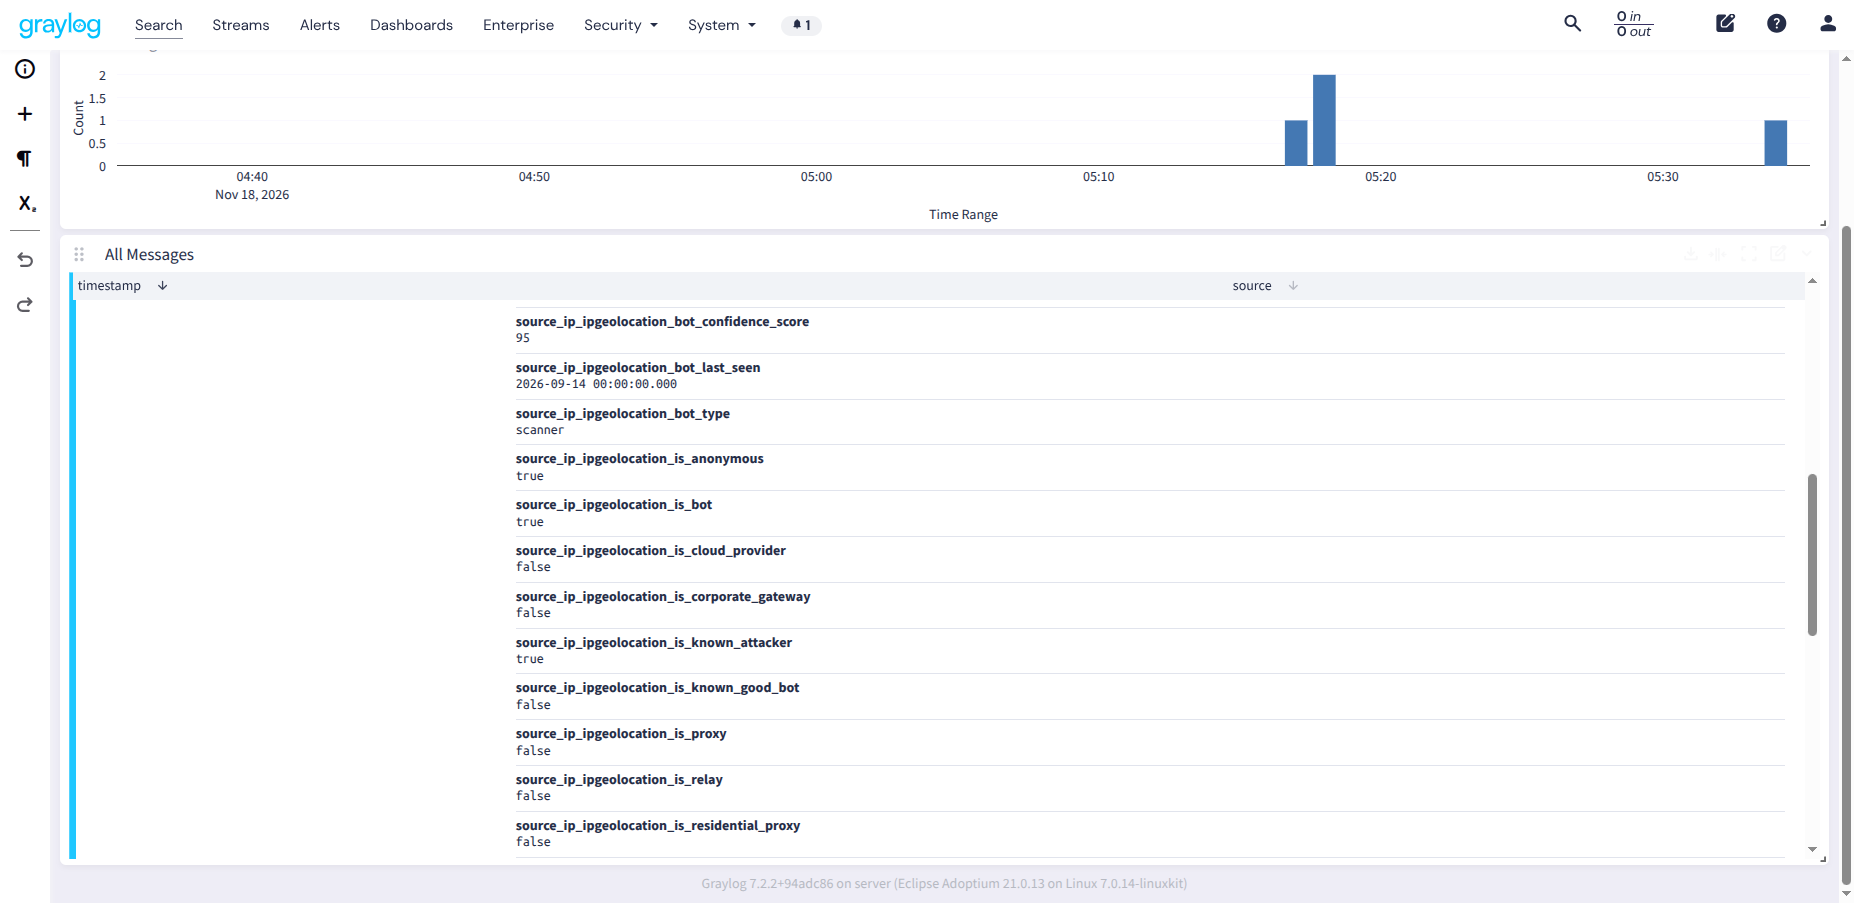 graylog
Search
Streams
Alerts
Dashboards
Enterprise
Security
System
1
0 in
0 out
Count
2
1.5
1
0.5
0
04:40
04:50
05:00
05:10
05:20
05:30
Nov 18, 2026
Time Range
All Messages
timestamp
source
source_ip_ipgeolocation_bot_confidence_score
95
source_ip_ipgeolocation_bot_last_seen
2026-09-14 00:00:00.000
source_ip_ipgeolocation_bot_type
scanner
source_ip_ipgeolocation_is_anonymous
true
source_ip_ipgeolocation_is_bot
true
source_ip_ipgeolocation_is_cloud_provider
false
source_ip_ipgeolocation_is_corporate_gateway
false
source_ip_ipgeolocation_is_known_attacker
true
source_ip_ipgeolocation_is_known_good_bot
false
source_ip_ipgeolocation_is_proxy
false
source_ip_ipgeolocation_is_relay
false
source_ip_ipgeolocation_is_residential_proxy
false
Graylog 7.2.2+94adc86 on server (Eclipse Adoptium 21.0.13 on Linux 7.0.14-linuxkit)